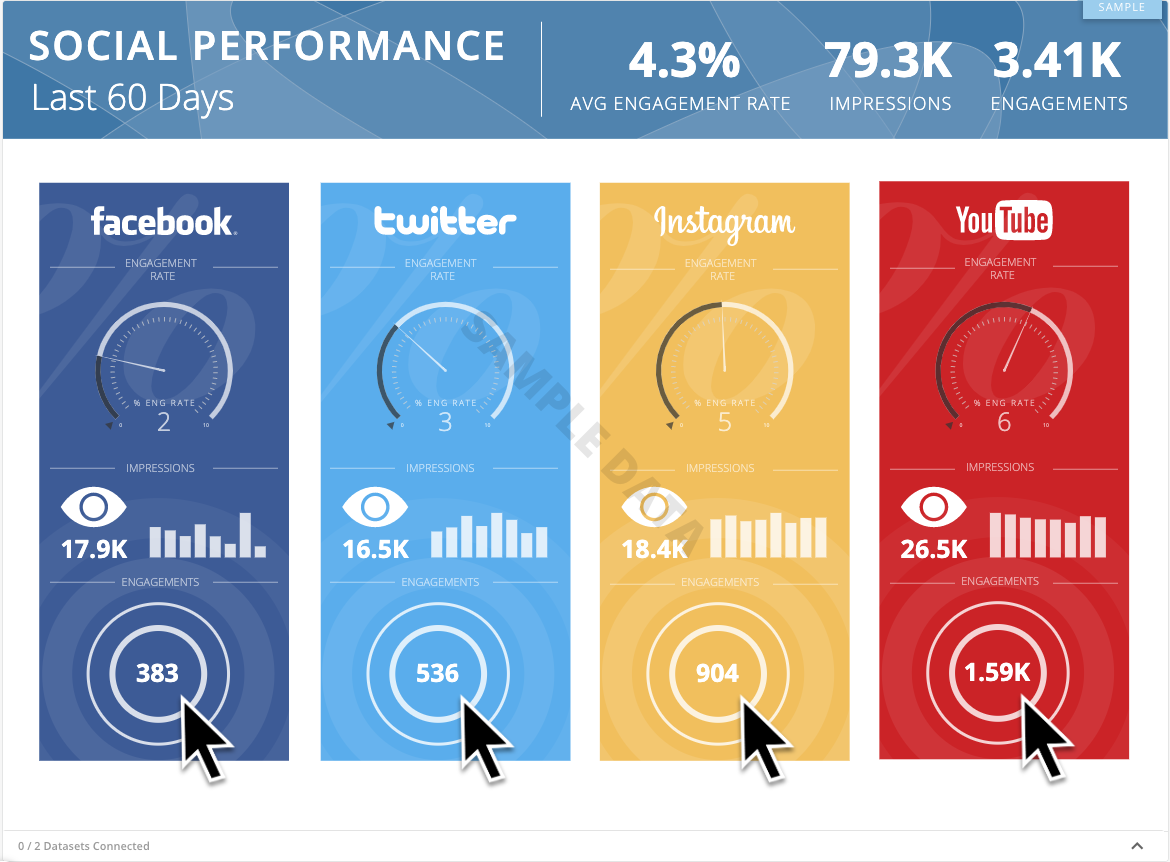 SAMPLE
SOCIAL PERFORMANCE
Last 60 Days
4.3%
AVG ENGAGEMENT RATE
79.3K
IMPRESSIONS
3.41K
ENGAGEMENTS
facebook
ENGAGEMENT
RATE
% ENG RATE
2
0 10
IMPRESSIONS
17.9K
ENGAGEMENTS
383
twitter
ENGAGEMENT
RATE
% ENG RATE
3
0 10
IMPRESSIONS
16.5K
ENGAGEMENTS
536
Instagram
ENGAGEMENT
RATE
% ENG RATE
5
0 10
IMPRESSIONS
18.4K
ENGAGEMENTS
904
YouTube
ENGAGEMENT
RATE
% ENG RATE
6
0 10
IMPRESSIONS
26.5K
ENGAGEMENTS
1.59K
SAMPLE DATA
0 / 2 Datasets Connected